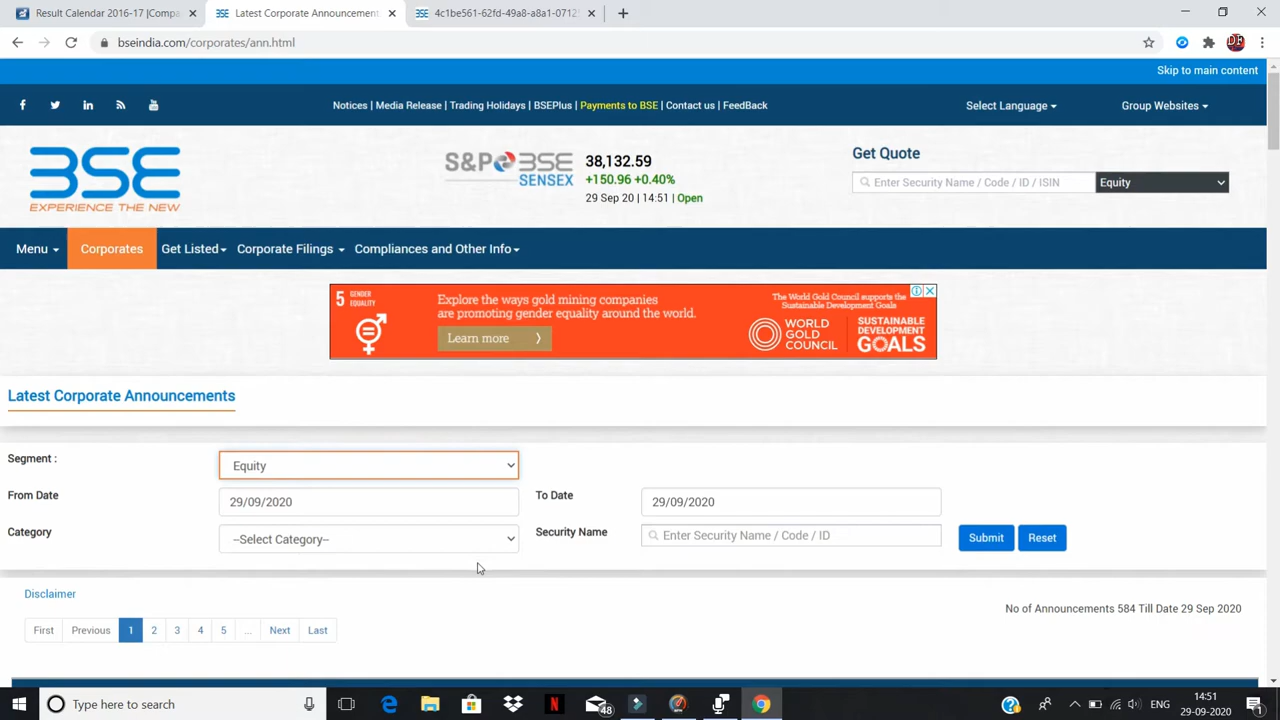 Result Calendar 2016-17 |Compa
Latest Corporate Announcement
4c1be561-62fd-49a8-a8a1-0712
bseindia.com/corporates/ann.html
Skip to main content
Notices | Media Release | Trading Holidays | BSEPlus | Payments to BSE | Contact us | FeedBack
Select Language
Group Websites
BSE
EXPERIENCE THE NEW
S&P BSE
SENSEX
38,132.59
+150.96 +0.40%
29 Sep 20 | 14:51 | Open
Get Quote
Enter Security Name / Code / ID / ISIN
Equity
Menu
Corporates
Get Listed
Corporate Filings
Compliances and Other Info
5 GENDER EQUALITY
Explore the ways gold mining companies
are promoting gender equality around the world.
Learn more
The World Gold Council supports the
Sustainable Development Goals
WORLD
GOLD
COUNCIL
SUSTAINABLE
DEVELOPMENT
GOALS
Latest Corporate Announcements
Segment :
Equity
From Date
29/09/2020
To Date
29/09/2020
Category
--Select Category--
Security Name
Enter Security Name / Code / ID
Submit
Reset
Disclaimer
No of Announcements 584 Till Date 29 Sep 2020
First Previous 1 2 3 4 5 ... Next Last
Type here to search
48
ENG
14:51
29-09-2020
1